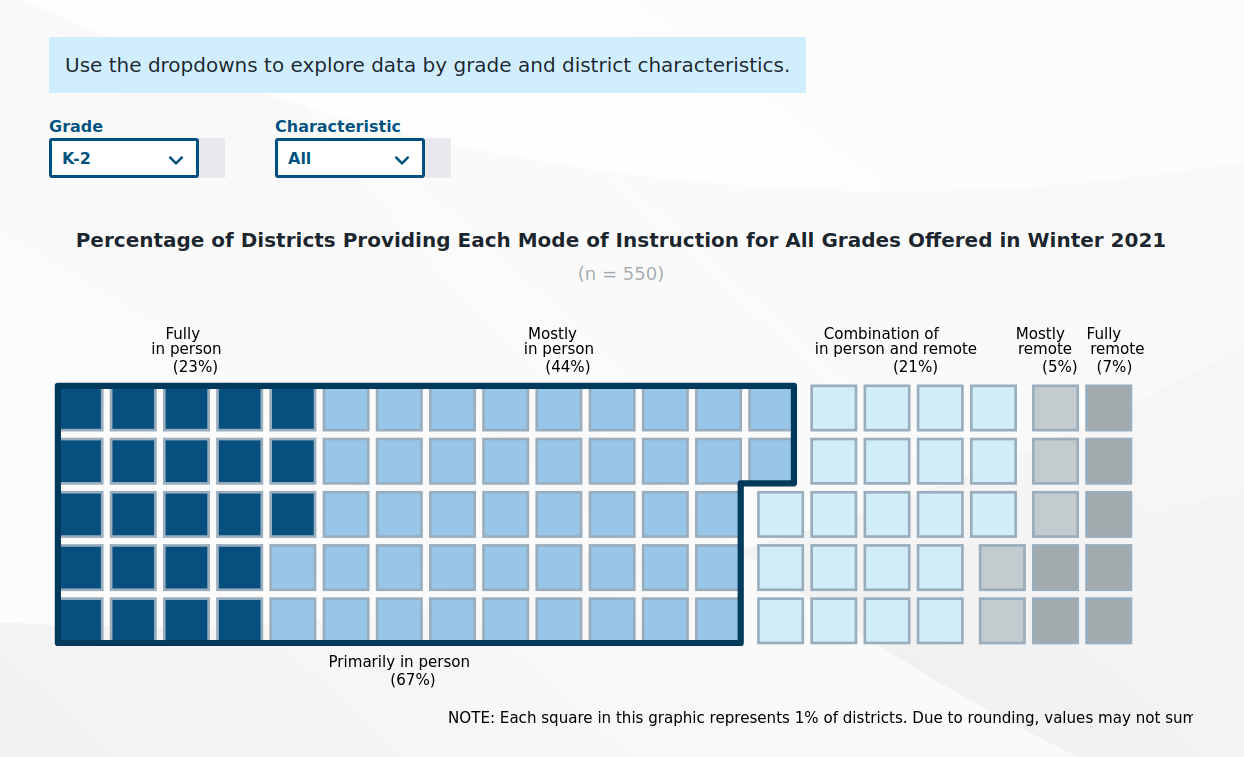 Use the dropdowns to explore data by grade and district characteristics.
Grade
Characteristic
K-2
All
Percentage of Districts Providing Each Mode of Instruction for All Grades Offered in Winter 2021
(n = 550)
Fully
in person
(23%)
Mostly
in person
(44%)
Combination of
in person and remote
(21%)
Mostly
remote
(5%)
Fully
remote
(7%)
Primarily in person
(67%)
NOTE: Each square in this graphic represents 1% of districts. Due to rounding, values may not sum